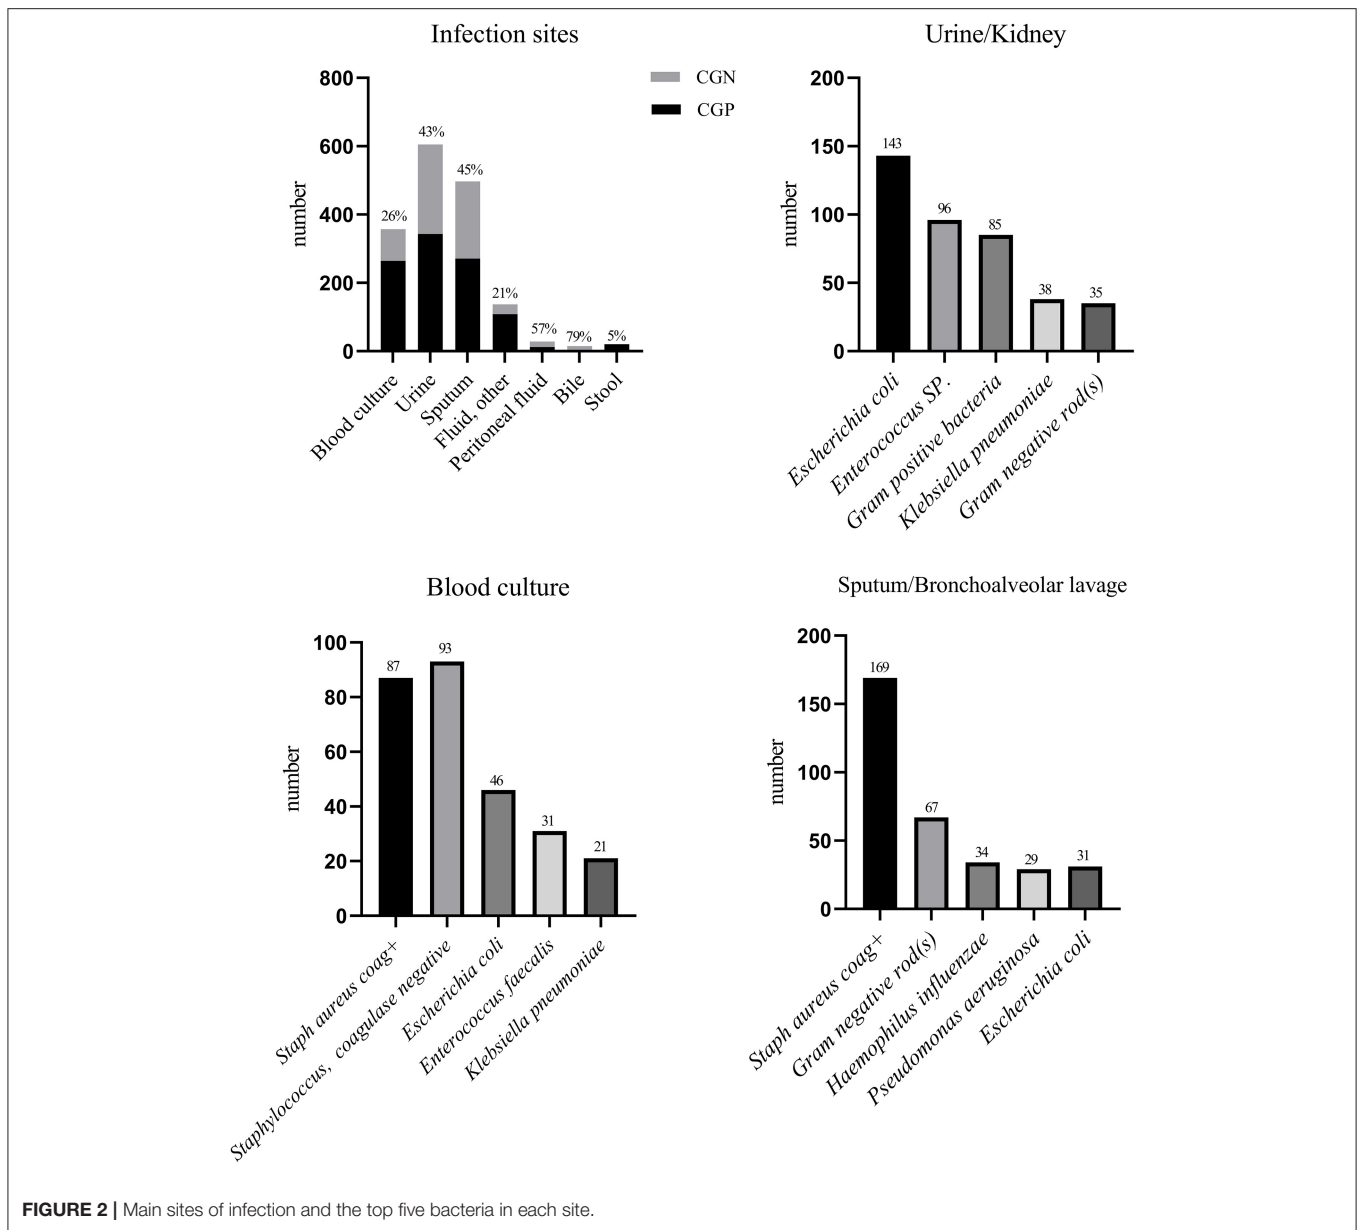 Infection sites
CGN
CGP
number
800
600
400
200
0
26%
43%
45%
21%
57%
79%
5%
Blood culture
Urine
Sputum
Fluid, other
Peritoneal fluid
Bile
Stool
Urine/Kidney
number
200
150
100
50
0
143
96
85
38
35
Escherichia coli
Enterococcus SP.
Gram positive bacteria
Klebsiella pneumoniae
Gram negative rod(s)
Blood culture
number
100
80
60
40
20
0
87
93
46
31
21
Staph aureus coag+
Staphylococcus, coagulase negative
Escherichia coli
Enterococcus faecalis
Klebsiella pneumoniae
Sputum/Bronchoalveolar lavage
number
200
150
100
50
0
169
67
34
29
31
Staph aureus coag+
Gram negative rod(s)
Haemophilus influenzae
Pseudomonas aeruginosa
Escherichia coli
FIGURE 2 | Main sites of infection and the top five bacteria in each site.